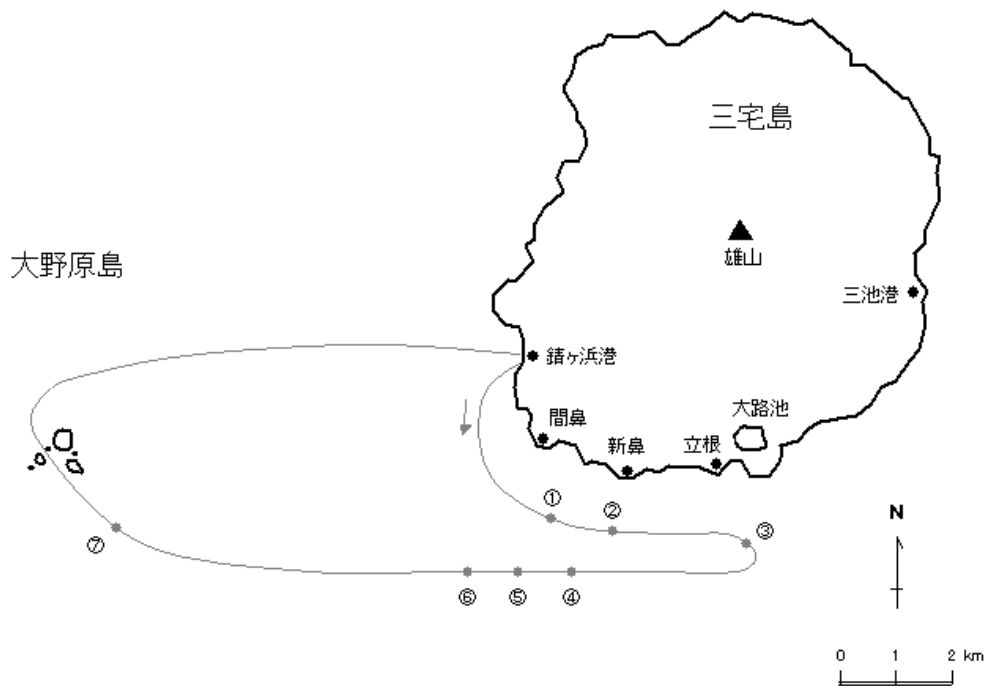 三宅島
雄山
大野原島
三池港
錆ヶ浜港
大路池
間鼻
新鼻
立根
①
②
③
N
⑦
⑥
⑤
④
0 1 2 km